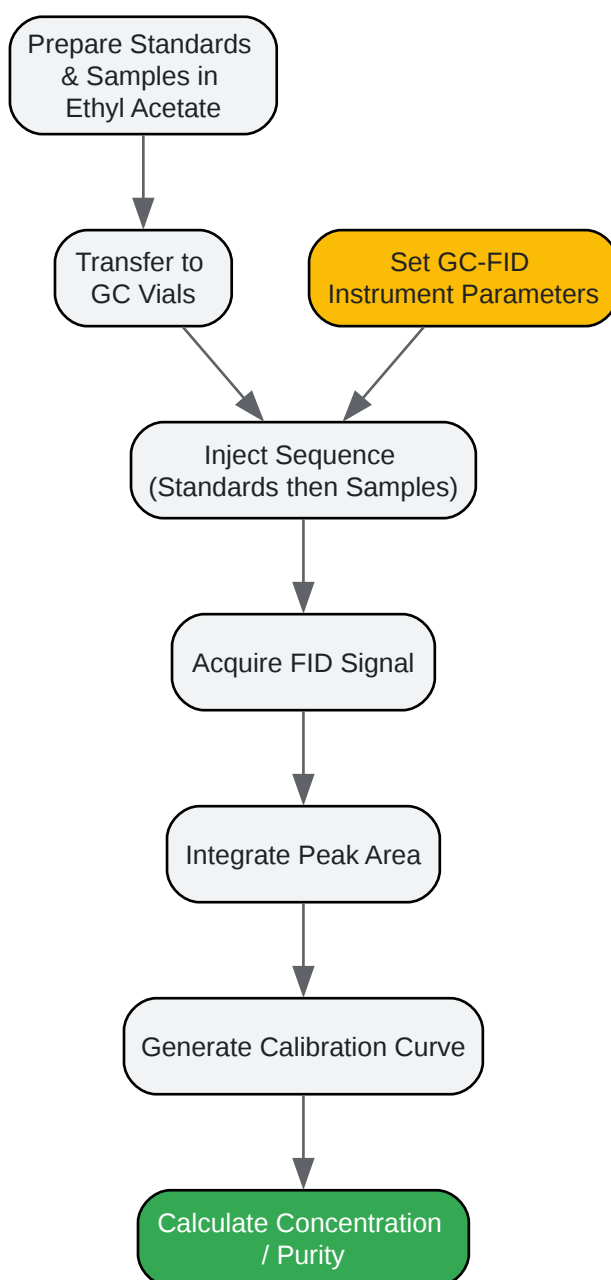 Prepare Standards
& Samples in
Ethyl Acetate
Transfer to
GC Vials
Set GC-FID
Instrument Parameters
Inject Sequence
(Standards then Samples)
Acquire FID Signal
Integrate Peak Area
Generate Calibration Curve
Calculate Concentration
/ Purity